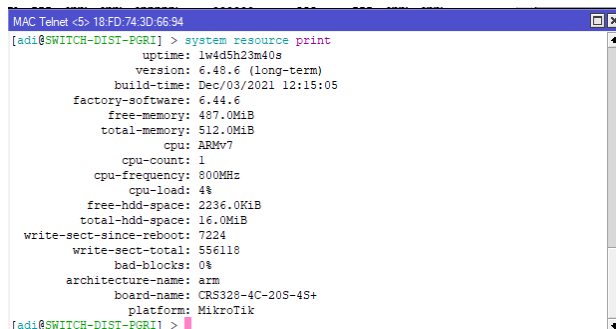 MAC Telnet <5> 18:FD:74:3D:66:94
[adi@SWITCH-DIST-PGRI] > system resource print
uptime: 1w4d5h23m40s
version: 6.48.6 (long-term)
build-time: Dec/03/2021 12:15:05
factory-software: 6.44.6
free-memory: 487.0MiB
total-memory: 512.0MiB
cpu: ARMv7
cpu-count: 1
cpu-frequency: 800MHz
cpu-load: 4%
free-hdd-space: 2236.0KiB
total-hdd-space: 16.0MiB
write-sect-since-reboot: 7224
write-sect-total: 556118
bad-blocks: 0%
architecture-name: arm
board-name: CRS328-4C-20S-4S+
platform: MikroTik
[adi@SWITCH-DIST-PGRI] >